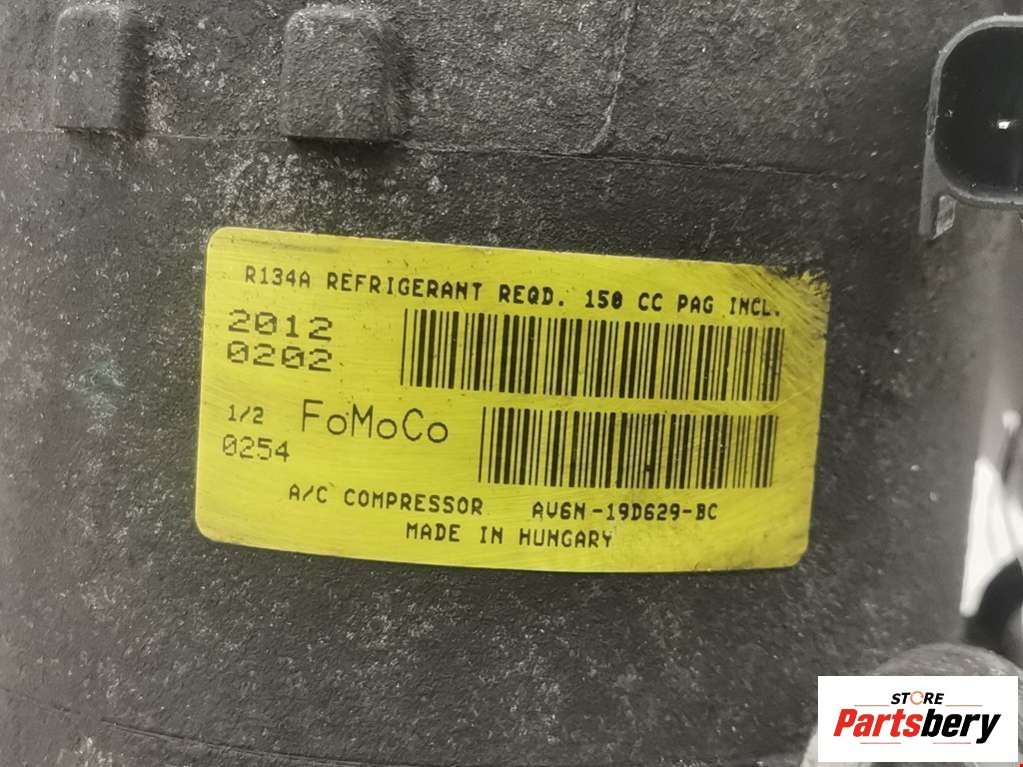 R134A REFRIGERANT REQD. 150 CC PAG INCL.
2012
0202
1/2 FoMoCo
0254
A/C COMPRESSOR AV6N-19D629-BC
MADE IN HUNGARY
STORE
Partsbery